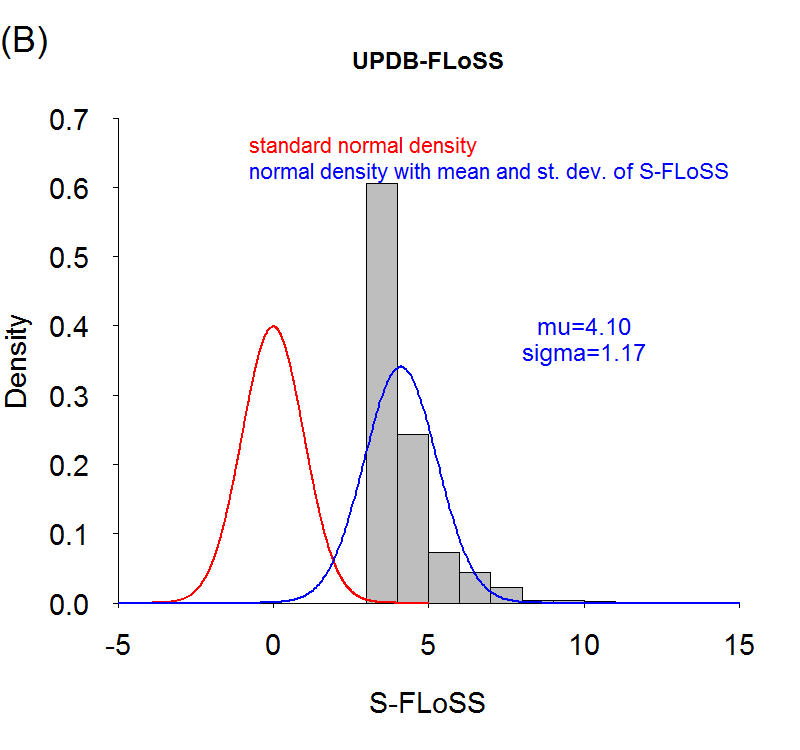 (B)
UPDB-FLoSS
standard normal density
normal density with mean and st. dev. of S-FLoSS
mu=4.10
sigma=1.17
Density
0.7
0.6
0.5
0.4
0.3
0.2
0.1
0.0
-5 0 5 10 15
S-FLoSS